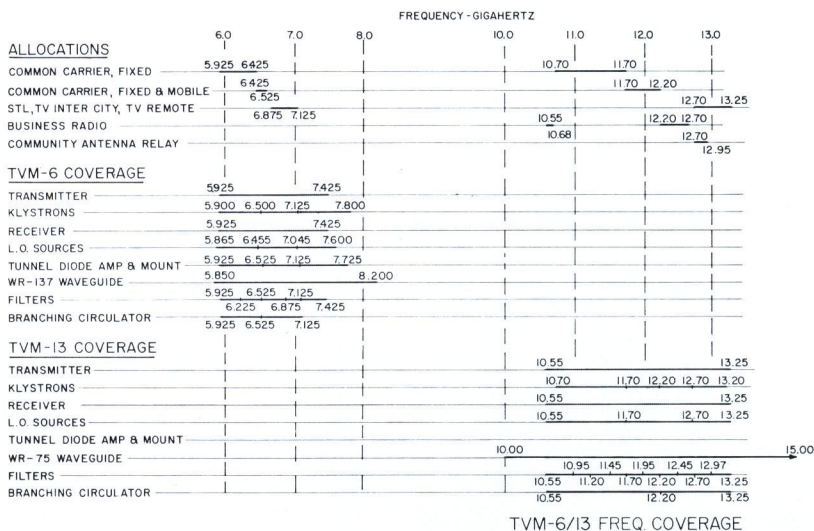 FREQUENCY - GIGAHERTZ
6.0 7.0 8.0 10.0 11.0 12.0 13.0
ALLOCATIONS
COMMON CARRIER, FIXED 5.925 6.425 10.70 11.70
COMMON CARRIER, FIXED & MOBILE 6.425 11.70 12.20
6.525
STL, TV INTER CITY, TV REMOTE 12.70 13.25
6.875 7.125
BUSINESS RADIO 10.55 12.20 12.70
10.68
COMMUNITY ANTENNA RELAY 12.70
12.95
TVM-6 COVERAGE
TRANSMITTER 5.925 7.425
KLYSTRONS 5.900 6.500 7.125 7.800
RECEIVER 5.925 7.425
L.O. SOURCES 5.865 6.455 7.045 7.600
TUNNEL DIODE AMP & MOUNT 5.925 6.525 7.125 7.725
WR-137 WAVEGUIDE 5.850 8.200
FILTERS 5.925 6.525 7.125
6.225 6.875 7.425
BRANCHING CIRCULATOR
5.925 6.525 7.125
TVM-13 COVERAGE
TRANSMITTER 10.55 13.25
KLYSTRONS 10.70 11.70 12.20 12.70 13.20
RECEIVER 10.55 13.25
L.O. SOURCES 10.55 11.70 12.70 13.25
TUNNEL DIODE AMP & MOUNT
WR-75 WAVEGUIDE 10.00 15.00
FILTERS 10.95 11.45 11.95 12.45 12.97
10.55 11.20 11.70 12.20 12.70 13.25
BRANCHING CIRCULATOR
10.55 12.20 13.25
TVM-6/13 FREQ. COVERAGE